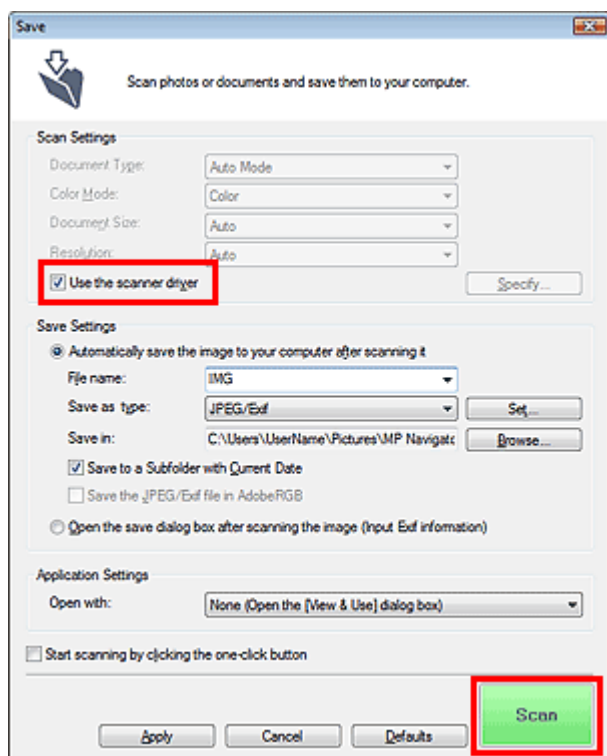 Save
Scan photos or documents and save them to your computer.
Scan Settings
Document Type: Auto Mode
Color Mode: Color
Document Size: Auto
Resolution: Auto
Use the scanner driver Specify...
Save Settings
Automatically save the image to your computer after scanning it
File name: IMG
Save as type: JPEG/Exif Set...
Save in: C:\Users\UserName\Pictures\MP Navigato Browse...
Save to a Subfolder with Current Date
Save the JPEG/Exif file in AdobeRGB
Open the save dialog box after scanning the image (Input Exif information)
Application Settings
Open with: None (Open the [View & Use] dialog box)
Start scanning by clicking the one-click button
Scan
Apply Cancel Defaults